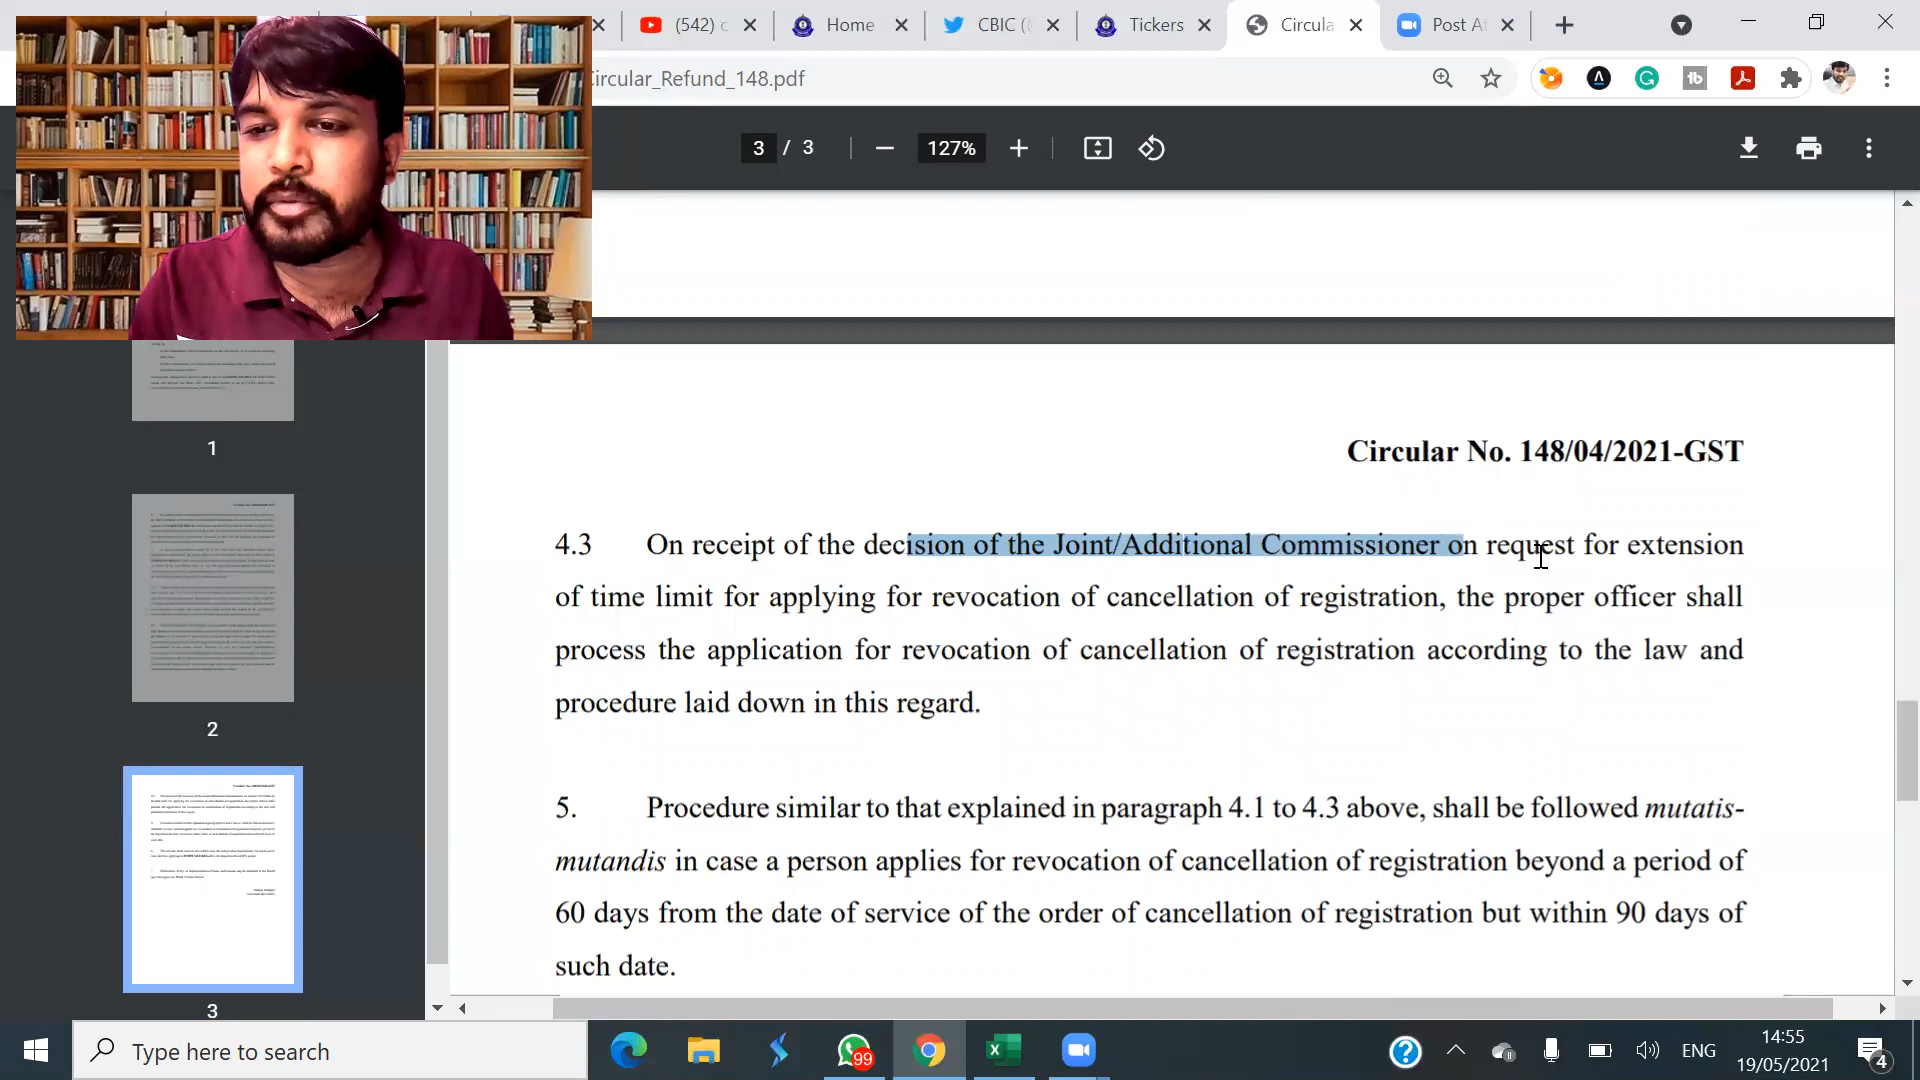 (542) c
Home
CBIC (
Tickers
Circula
Post At
ircular_Refund_148.pdf
3 / 3
127%
1
2
3
Circular No. 148/04/2021-GST
4.3 On receipt of the decision of the Joint/Additional Commissioner on request for extension
of time limit for applying for revocation of cancellation of registration, the proper officer shall
process the application for revocation of cancellation of registration according to the law and
procedure laid down in this regard.
5. Procedure similar to that explained in paragraph 4.1 to 4.3 above, shall be followed mutatis-
mutandis in case a person applies for revocation of cancellation of registration beyond a period of
60 days from the date of service of the order of cancellation of registration but within 90 days of
such date.
Type here to search
99
ENG
14:55
19/05/2021
4